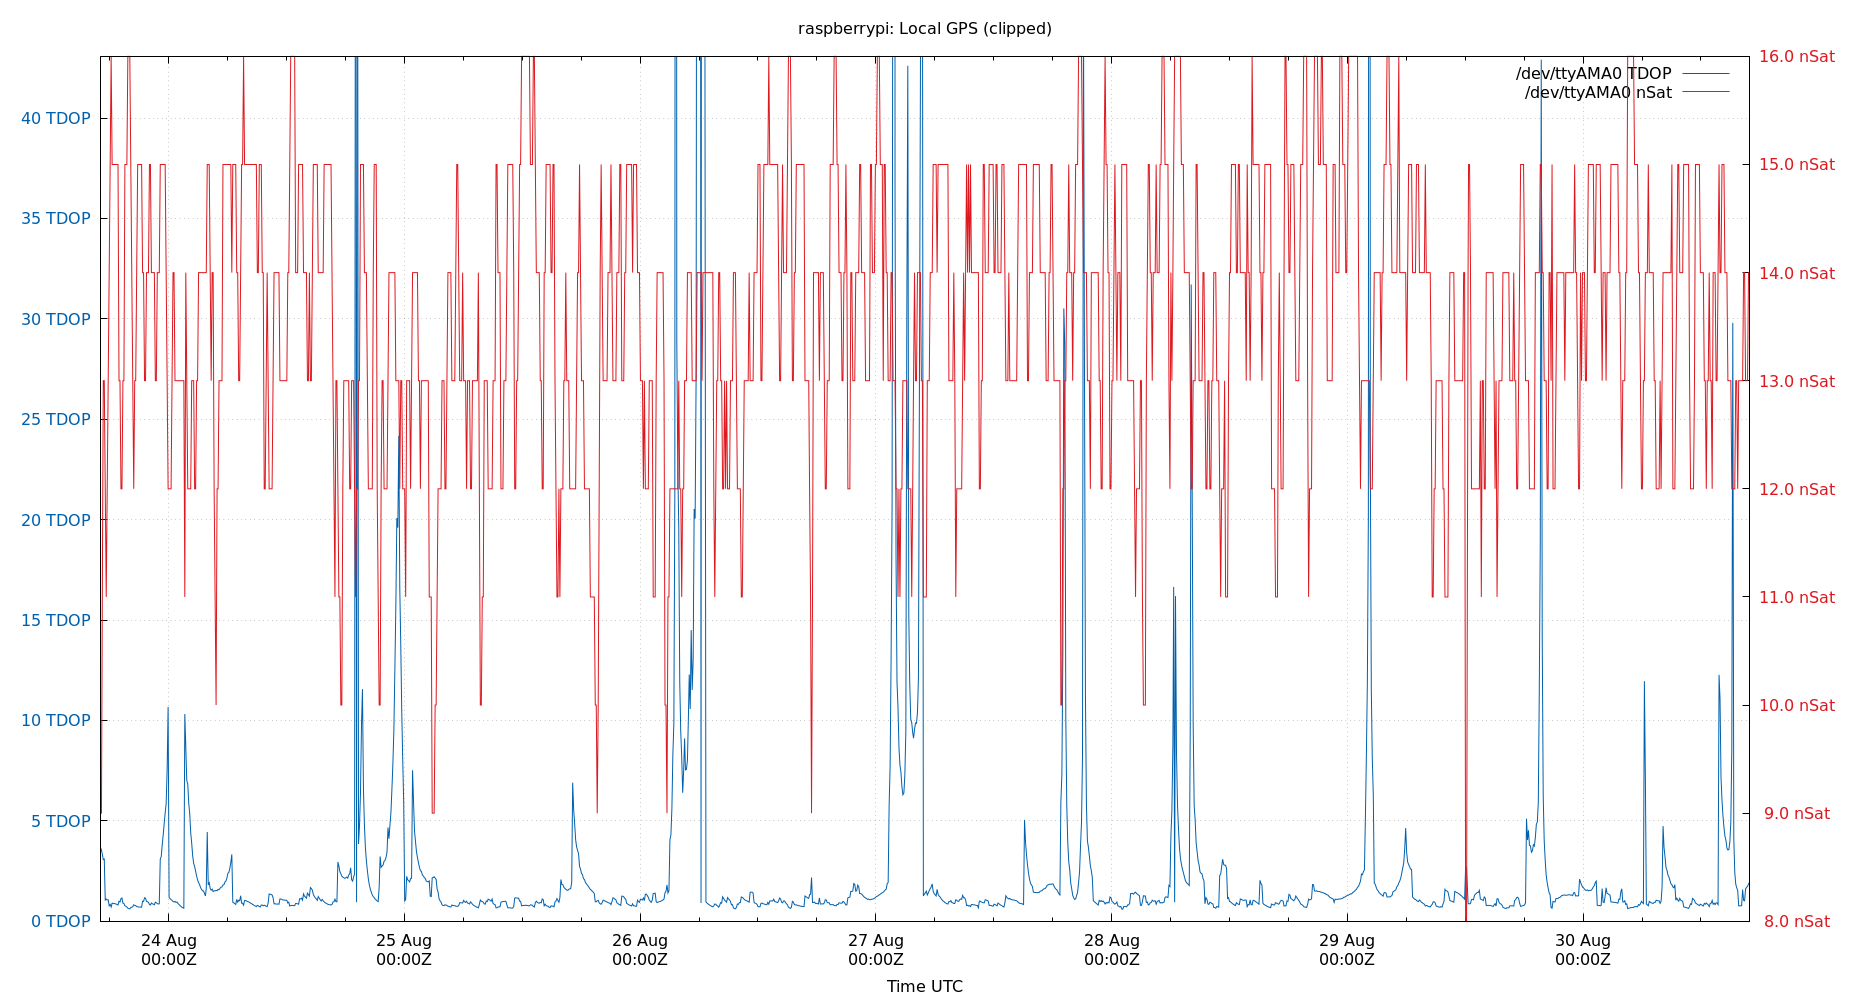 raspberrypi: Local GPS (clipped)
/dev/ttyAMA0 TDOP
/dev/ttyAMA0 nSat
40 TDOP
35 TDOP
30 TDOP
25 TDOP
20 TDOP
15 TDOP
10 TDOP
5 TDOP
0 TDOP
16.0 nSat
15.0 nSat
14.0 nSat
13.0 nSat
12.0 nSat
11.0 nSat
10.0 nSat
9.0 nSat
8.0 nSat
24 Aug
00:00Z
25 Aug
00:00Z
26 Aug
00:00Z
27 Aug
00:00Z
28 Aug
00:00Z
29 Aug
00:00Z
30 Aug
00:00Z
Time UTC